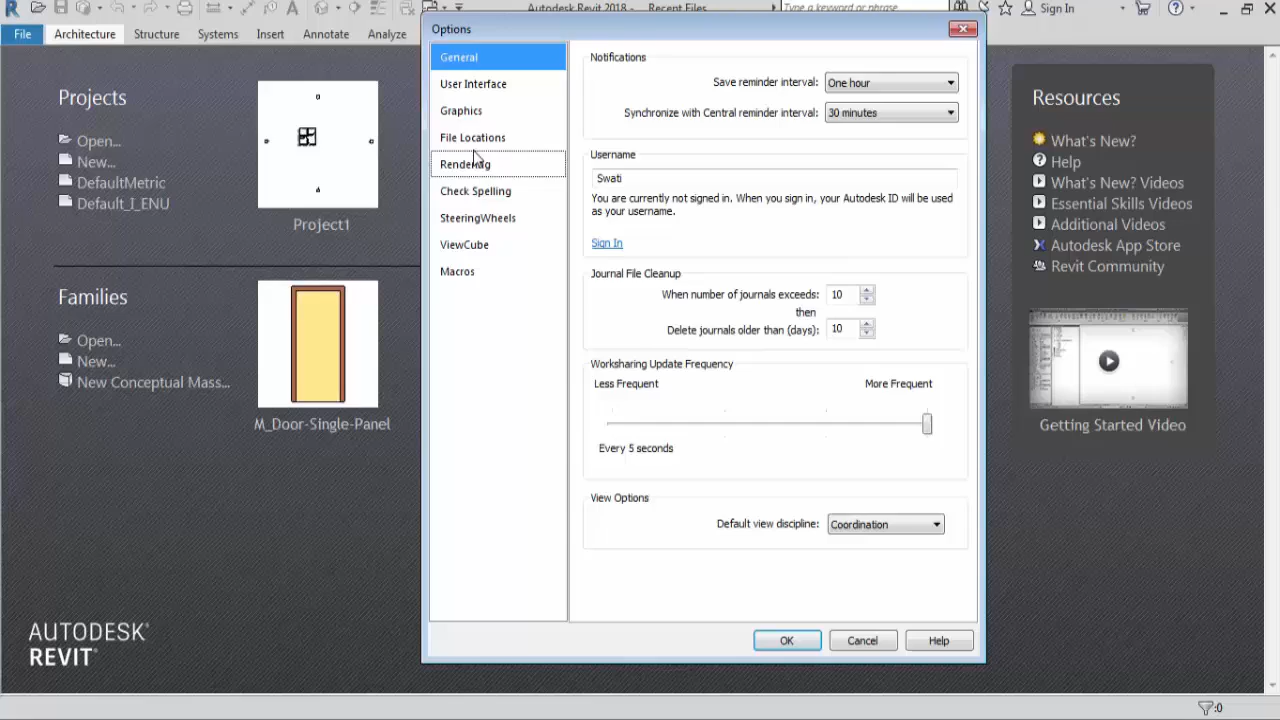 Autodesk Revit 2018 - Recent Files
Type a keyword or phrase
Sign In
File
Architecture
Structure
Systems
Insert
Annotate
Analyze
Options
General
User Interface
Graphics
File Locations
Rendering
Check Spelling
SteeringWheels
ViewCube
Macros
Notifications
Save reminder interval: One hour
Synchronize with Central reminder interval: 30 minutes
Username
Swati
You are currently not signed in. When you sign in, your Autodesk ID will be used
as your username.
Sign In
Journal File Cleanup
When number of journals exceeds: 10
then
Delete journals older than (days): 10
Worksharing Update Frequency
Less Frequent More Frequent
Every 5 seconds
View Options
Default view discipline: Coordination
OK
Cancel
Help
Projects
Open...
New...
DefaultMetric
Default_I_ENU
Project1
Families
Open...
New...
New Conceptual Mass...
M_Door-Single-Panel
Resources
What's New?
Help
What's New? Videos
Essential Skills Videos
Additional Videos
Autodesk App Store
Revit Community
Getting Started Video
AUTODESK®
REVIT®
:0